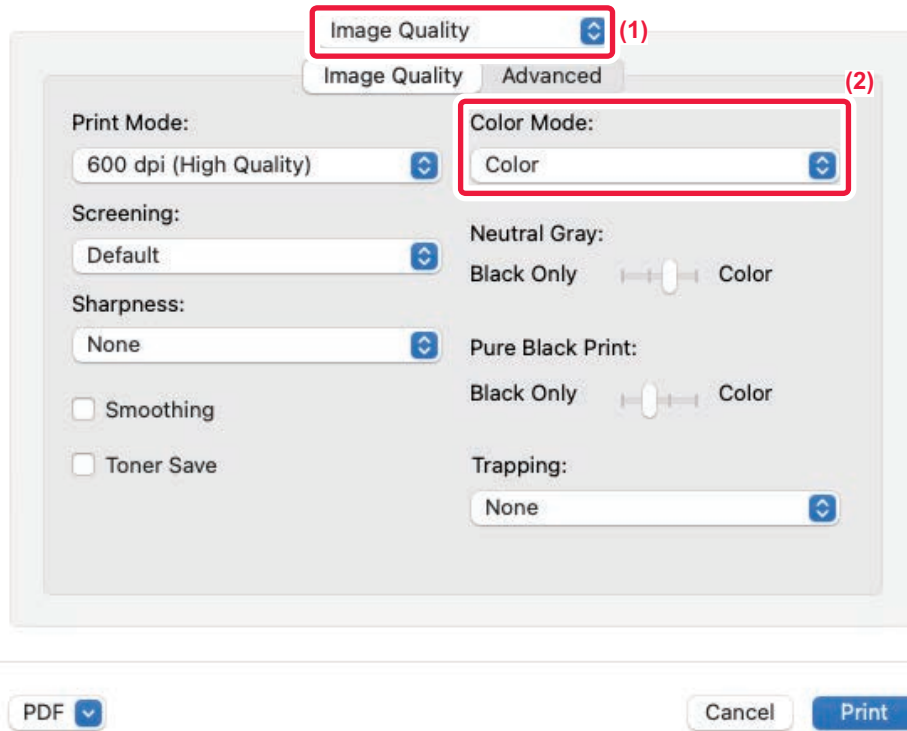 Image Quality
(1)
Image Quality
Advanced
(2)
Print Mode:
600 dpi (High Quality)
Screening:
Default
Sharpness:
None
Smoothing
Toner Save
Color Mode:
Color
Neutral Gray:
Black Only Color
Pure Black Print:
Black Only Color
Trapping:
None
PDF
Cancel
Print